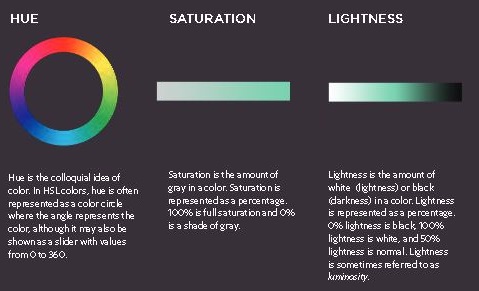 HUE
Hue is the colloquial idea of
color. In HSL colors, hue is often
represented as a color circle
where the angle represents the
color, although it may also be
shown as a slider with values
from 0 to 360.
SATURATION
Saturation is the amount of
gray in a color. Saturation is
represented as a percentage.
100% is full saturation and 0%
is a shade of gray.
LIGHTNESS
Lightness is the amount of
white (lightness) or black
(darkness) in a color. Lightness
is represented as a percentage.
0% lightness is black, 100%
lightness is white, and 50%
lightness is normal. Lightness
is sometimes referred to as
luminosity.